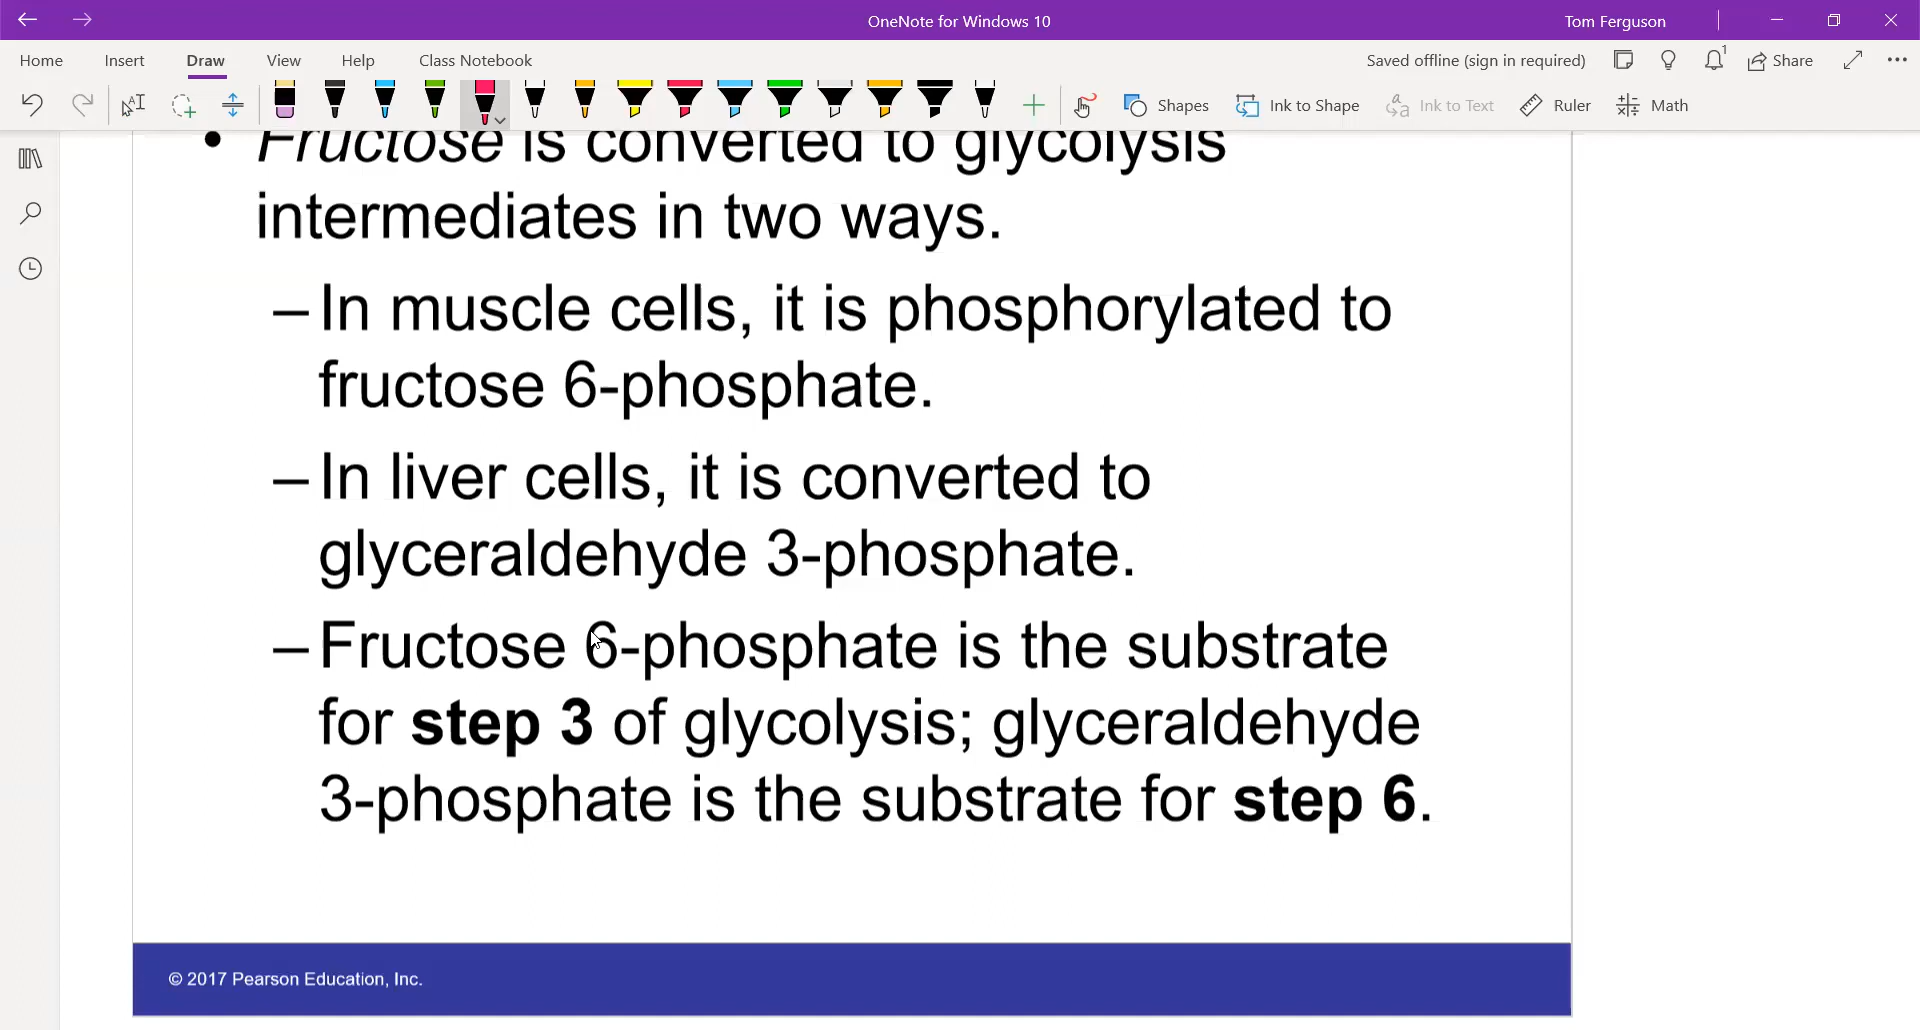 OneNote for Windows 10
Tom Ferguson
Home Insert Draw View Help Class Notebook
Saved offline (sign in required) 1 Share
Shapes Ink to Shape Ink to Text Ruler Math
• Fructose is converted to glycolysis
intermediates in two ways.
– In muscle cells, it is phosphorylated to
fructose 6-phosphate.
– In liver cells, it is converted to
glyceraldehyde 3-phosphate.
– Fructose 6-phosphate is the substrate
for step 3 of glycolysis; glyceraldehyde
3-phosphate is the substrate for step 6.
© 2017 Pearson Education, Inc.